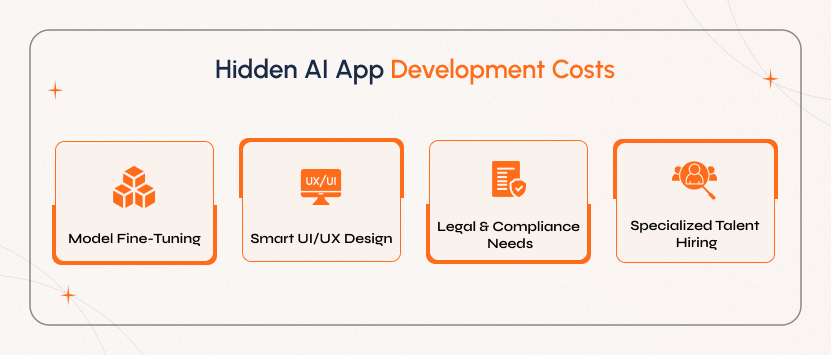 Hidden AI App Development Costs
Model Fine-Tuning
UX/UI
Smart UI/UX Design
Legal & Compliance
Needs
Specialized Talent
Hiring